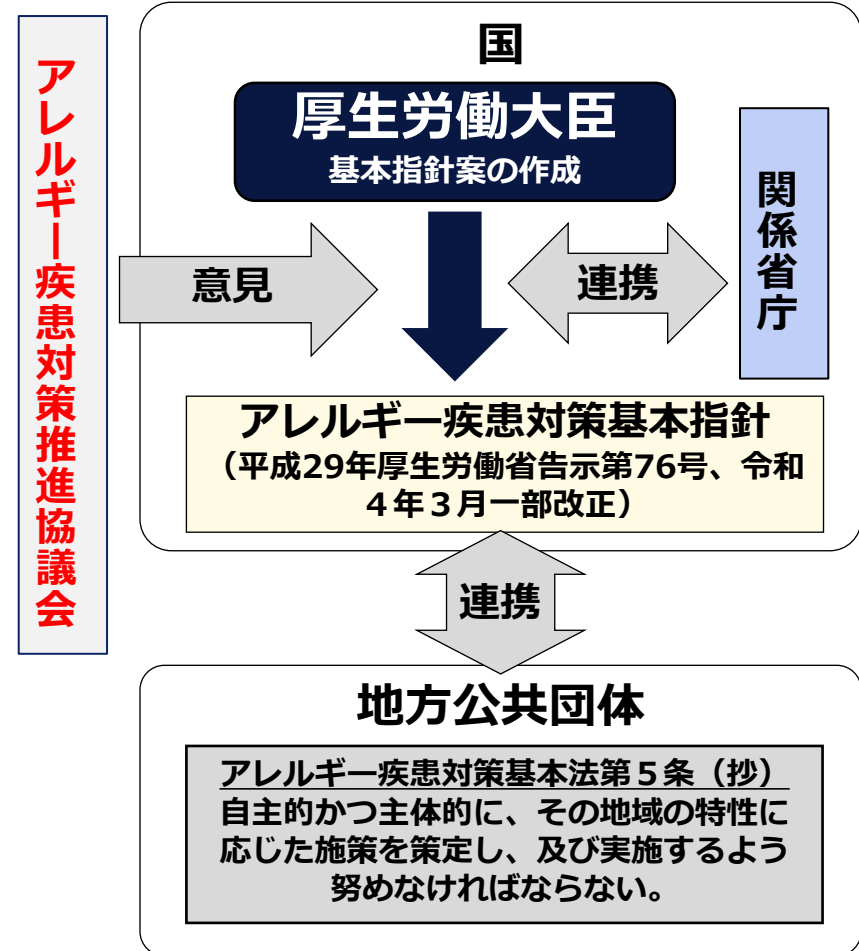 アレルギー疾患対策推進協議会
国
厚生労働大臣
基本指針案の作成
関係省庁
意見
連携
アレルギー疾患対策基本指針
（平成29年厚生労働省告示第76号、令和
４年３月一部改正）
連携
地方公共団体
アレルギー疾患対策基本法第５条（抄）
自主的かつ主体的に、その地域の特性に
応じた施策を策定し、及び実施するよう
努めなければならない。